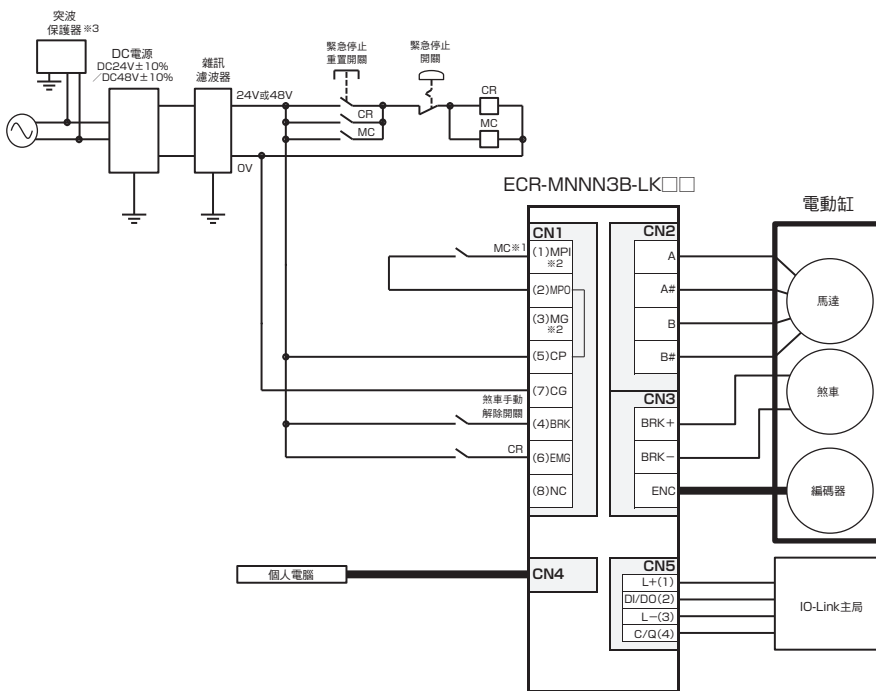 突波
保護器※3
DC電源
DC24V±10%
／DC48V±10%
雜訊
濾波器
24V或48V
0V
緊急停止
重置開關
緊急停止
開關
CR
MC
CR
MC
ECR-MNNN3B-LK□□
電動缸
CN1
MC※1
(1)MPI
※2
(2)MPO
(3)MG
※2
(5)CP
(7)CG
煞車手動
解除開關
(4)BRK
CR
(6)EMG
(8)NC
CN2
A
A#
B
B#
CN3
BRK+
BRK−
ENC
馬達
煞車
編碼器
個人電腦
CN4
CN5
L+(1)
DI/DO(2)
L−(3)
C/Q(4)
IO-Link主局